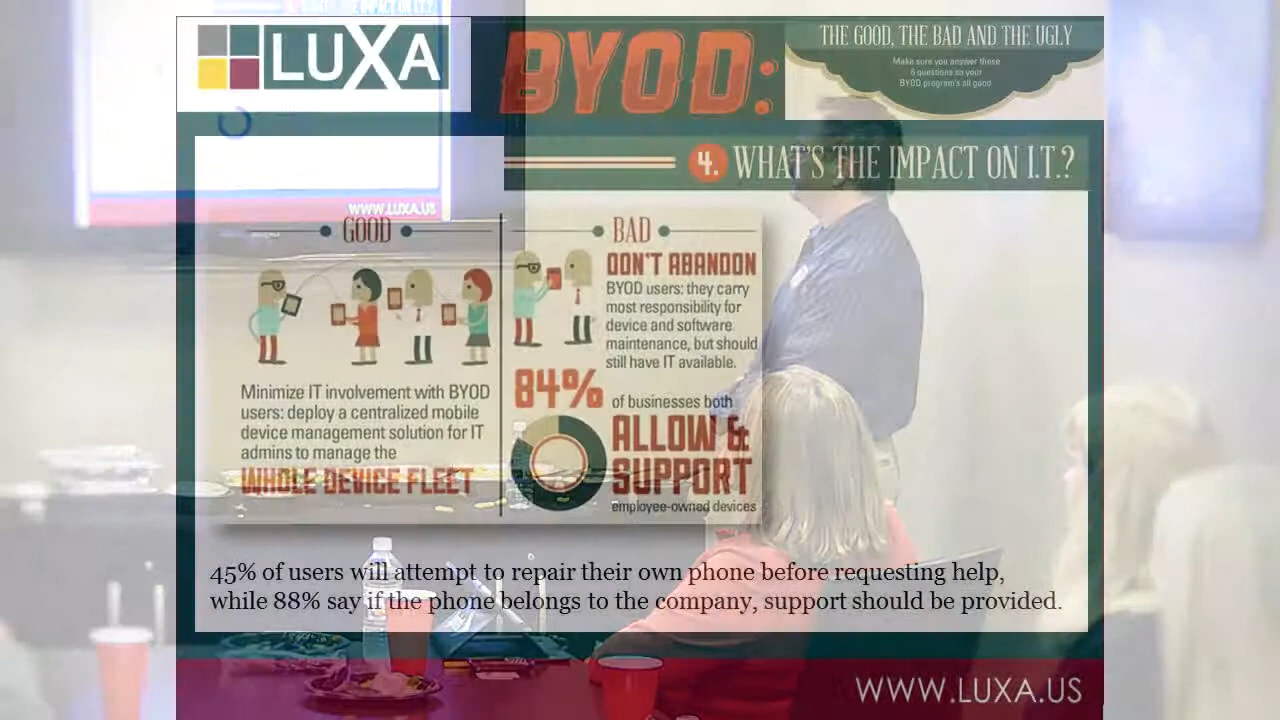 4. WHAT'S THE IMPACT ON I.T.?
LUXA
BYOD:
THE GOOD, THE BAD AND THE UGLY
Make sure you answer these
6 questions so your
BYOD program's all good
4. WHAT'S THE IMPACT ON I.T.?
WWW.LUXA.US
GOOD
Minimize IT involvement with BYOD
users: deploy a centralized mobile
device management solution for IT
admins to manage the
WHOLE DEVICE FLEET
BAD
DON'T ABANDON
BYOD users: they carry
most responsibility for
device and software
maintenance, but should
still have IT available.
84% of businesses both
ALLOW &
SUPPORT
employee-owned devices
45% of users will attempt to repair their own phone before requesting help,
while 88% say if the phone belongs to the company, support should be provided.
WWW.LUXA.US